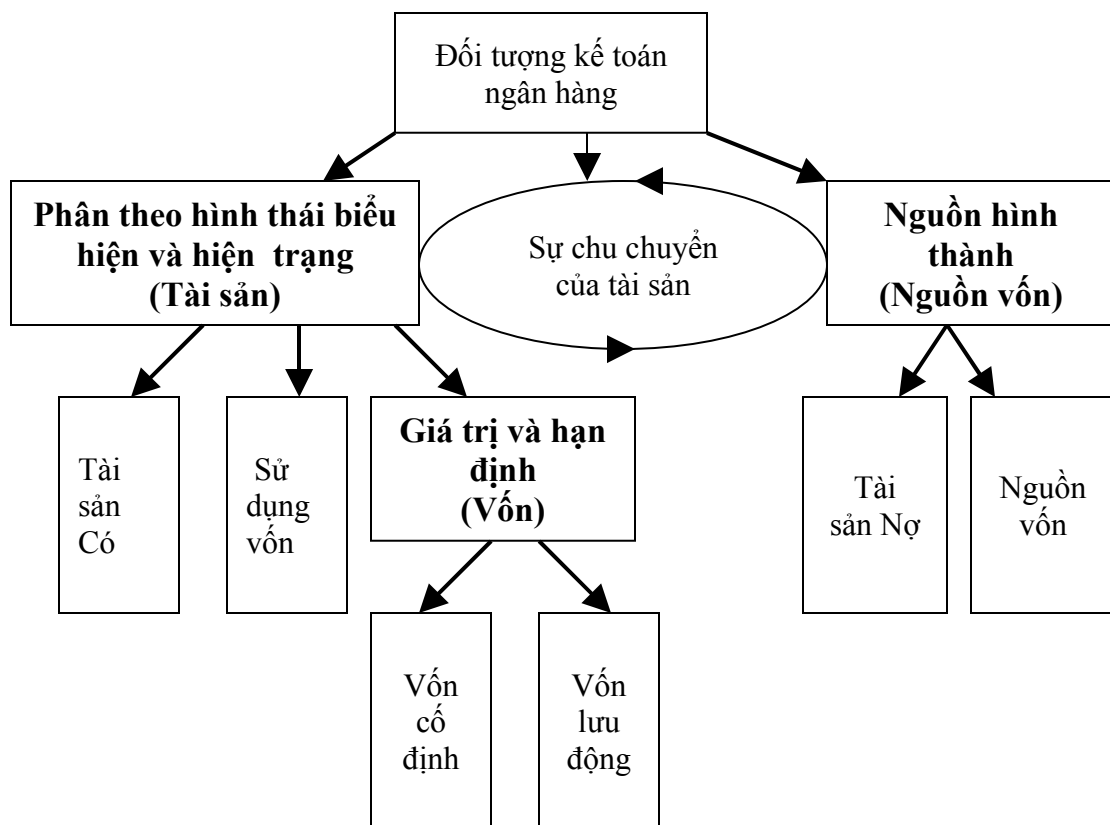 Đối tượng kế toán
ngân hàng
Phân theo hình thái biểu
hiện và hiện trạng
(Tài sản)
Sự chu chuyển
của tài sản
Nguồn hình
thành
(Nguồn vốn)
Tài
sản
Có
Sử
dụng
vốn
Giá trị và hạn
định
(Vốn)
Tài
sản Nợ
Nguồn
vốn
Vốn
cố
định
Vốn
lưu
động